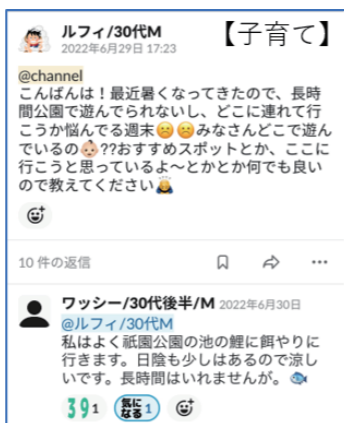 ルフィ/30代M 【子育て】
2022年6月29日 17:23
@channel
こんばんは！最近暑くなってきたので、長時
間公園で遊んでられないし、どこに連れて行
こうか悩んでる週末☹️☹️みなさんどこで遊ん
でいるの👶??おすすめスポットとか、ここに
行こうと思っているよ〜とかとか何でも良い
ので教えてください🙇
10 件の返信
ワッシー/30代後半/M 2022年6月30日
@ルフィ/30代M
私はよく祇園公園の池の鯉に餌やりに
行きます。日陰も少しはあるので涼し
いです。長時間はいれませんが。🐟
39 1 気になる 1